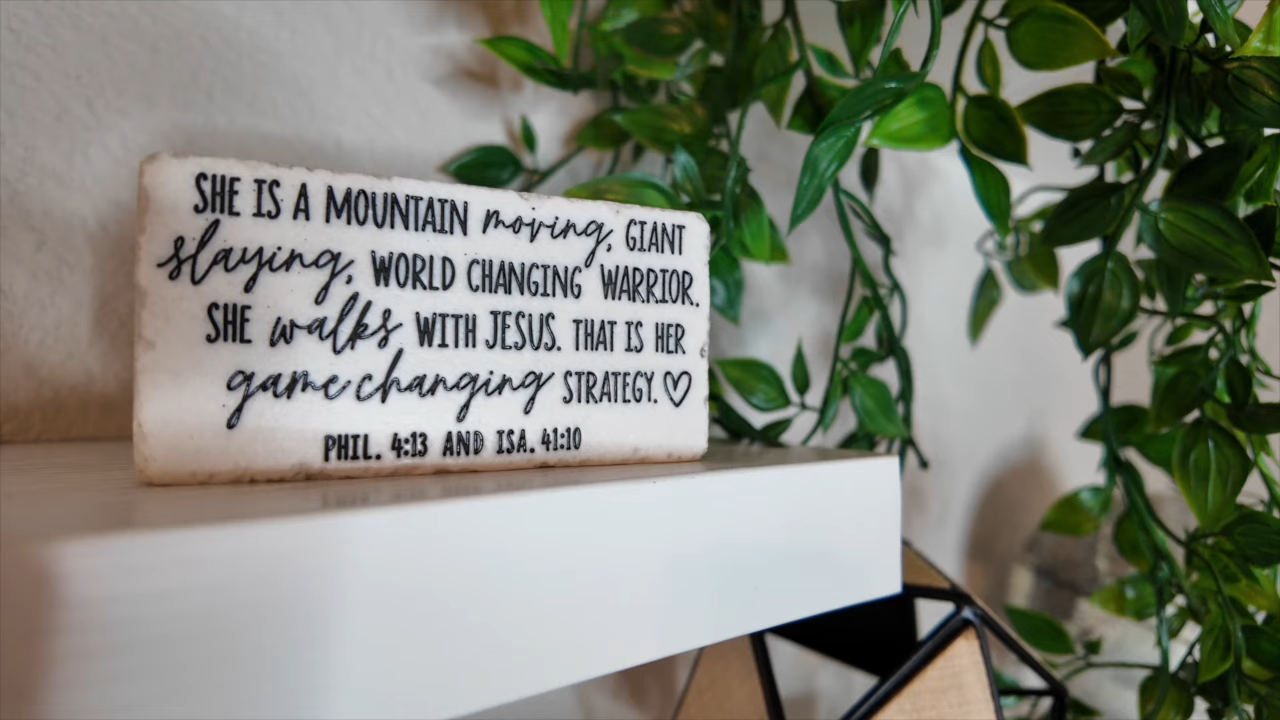 SHE IS A MOUNTAIN moving, GIANT
slaying, WORLD CHANGING WARRIOR.
SHE walks WITH JESUS. THAT IS HER
game changing STRATEGY.♡
PHIL. 4:13 AND ISA. 41:10